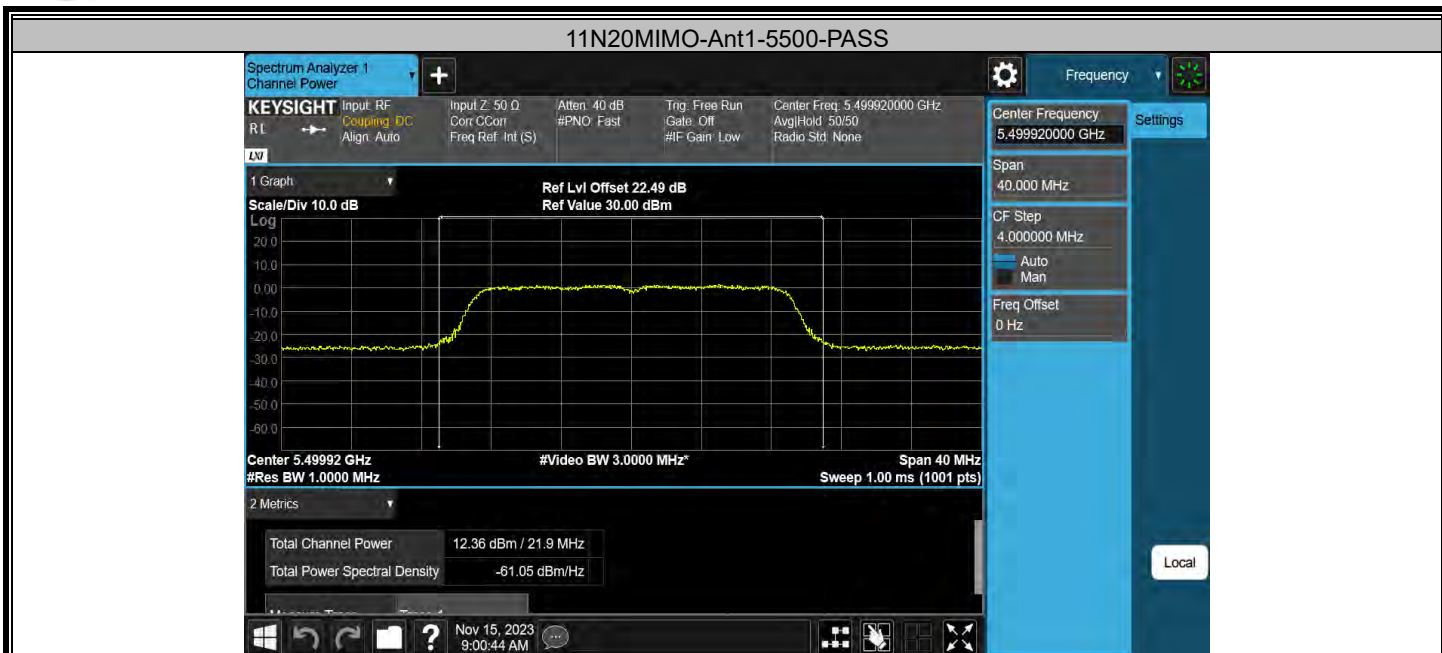 11N20MIMO-Ant1-5500-PASS
Spectrum Analyzer 1
Channel Power
+
Frequency
KEYSIGHT
RL
LXI
Input: RF
Coupling: DC
Align: Auto
Input Z: 50 Ω
Corr CCorr
Freq Ref: Int (S)
Atten: 40 dB
#PNO: Fast
Trig: Free Run
Gate: Off
#IF Gain: Low
Center Freq: 5.499920000 GHz
Avg|Hold: 50/50
Radio Std: None
Center Frequency
5.499920000 GHz
Settings
Span
40.000 MHz
CF Step
4.000000 MHz
Auto
Man
Freq Offset
0 Hz
Local
1 Graph
Scale/Div 10.0 dB
Ref Lvl Offset 22.49 dB
Ref Value 30.00 dBm
Log
20.0
10.0
0.00
-10.0
-20.0
-30.0
-40.0
-50.0
-60.0
Center 5.49992 GHz
#Video BW 3.0000 MHz*
Span 40 MHz
#Res BW 1.0000 MHz
Sweep 1.00 ms (1001 pts)
2 Metrics
Total Channel Power 12.36 dBm / 21.9 MHz
Total Power Spectral Density -61.05 dBm/Hz
?
Nov 15, 2023
9:00:44 AM